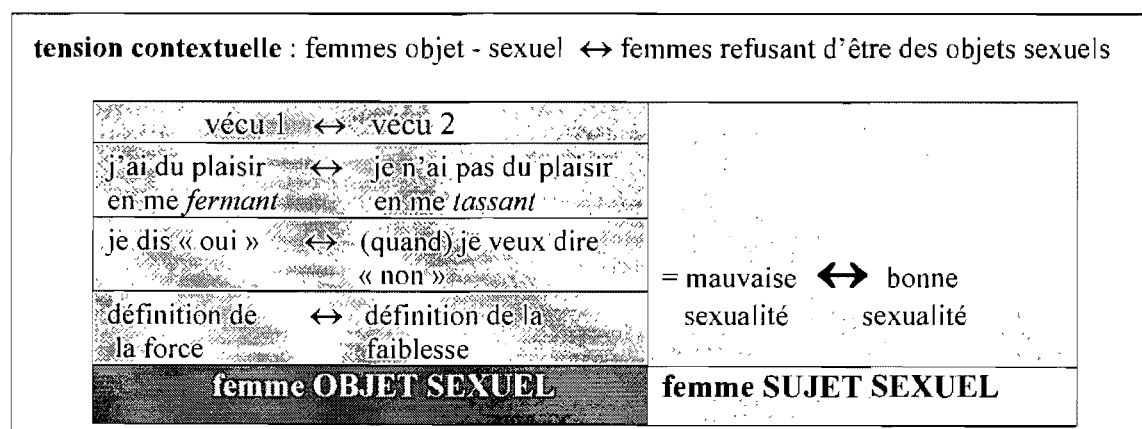 tension contextuelle : femmes objet - sexuel ↔ femmes refusant d'être des objets sexuels
vécu 1 ↔ vécu 2
j'ai du plaisir ↔ je n'ai pas du plaisir
en me fermant en me tassant
je dis « oui » ↔ (quand) je veux dire
« non »
= mauvaise ↔ bonne
sexualité sexualité
définition de ↔ définition de la
la force faiblesse
femme OBJET SEXUEL femme SUJET SEXUEL